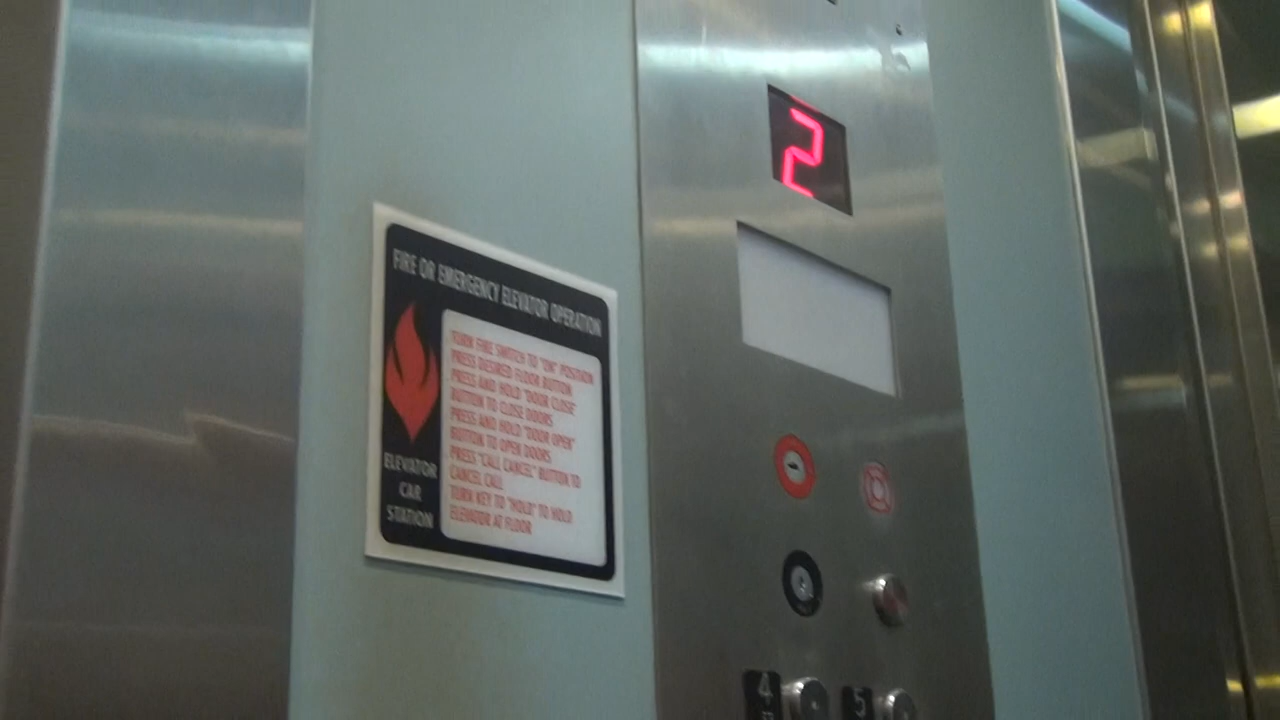 2
FIRE OR EMERGENCY ELEVATOR OPERATION
TURN FIRE SWITCH TO "ON" POSITION
PRESS DESIRED FLOOR BUTTON
PRESS AND HOLD "DOOR CLOSE"
BUTTON TO CLOSE DOORS
PRESS AND HOLD "DOOR OPEN"
BUTTON TO OPEN DOORS
PRESS "CALL CANCEL" BUTTON TO
CANCEL CALL
TURN KEY TO "HOLD" TO HOLD
ELEVATOR AT FLOOR
ELEVATOR
CAR
STATION
4
5